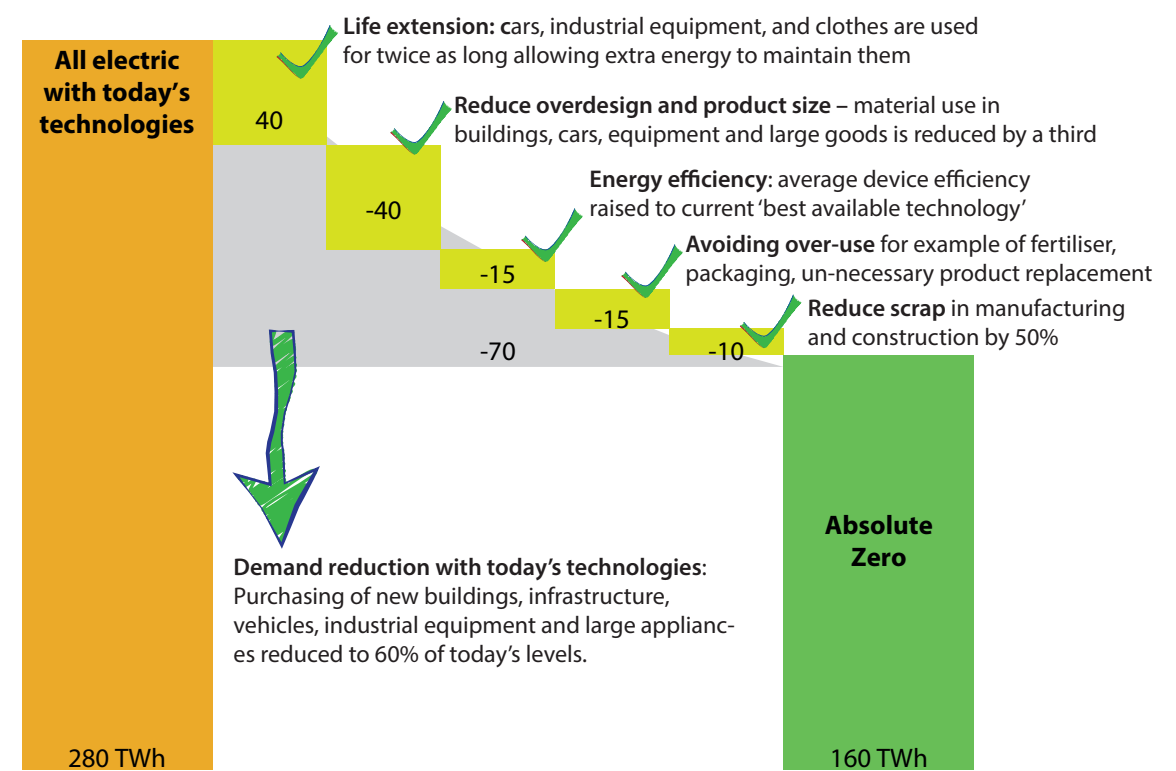 All electric
with today's
technologies
280 TWh
40
Life extension: cars, industrial equipment, and clothes are used
for twice as long allowing extra energy to maintain them
-40
Reduce overdesign and product size – material use in
buildings, cars, equipment and large goods is reduced by a third
-15
Energy efficiency: average device efficiency
raised to current 'best available technology'
-15
Avoiding over-use for example of fertiliser,
packaging, un-necessary product replacement
-10
Reduce scrap in manufacturing
and construction by 50%
-70
Demand reduction with today's technologies:
Purchasing of new buildings, infrastructure,
vehicles, industrial equipment and large applianc-
es reduced to 60% of today's levels.
Absolute
Zero
160 TWh